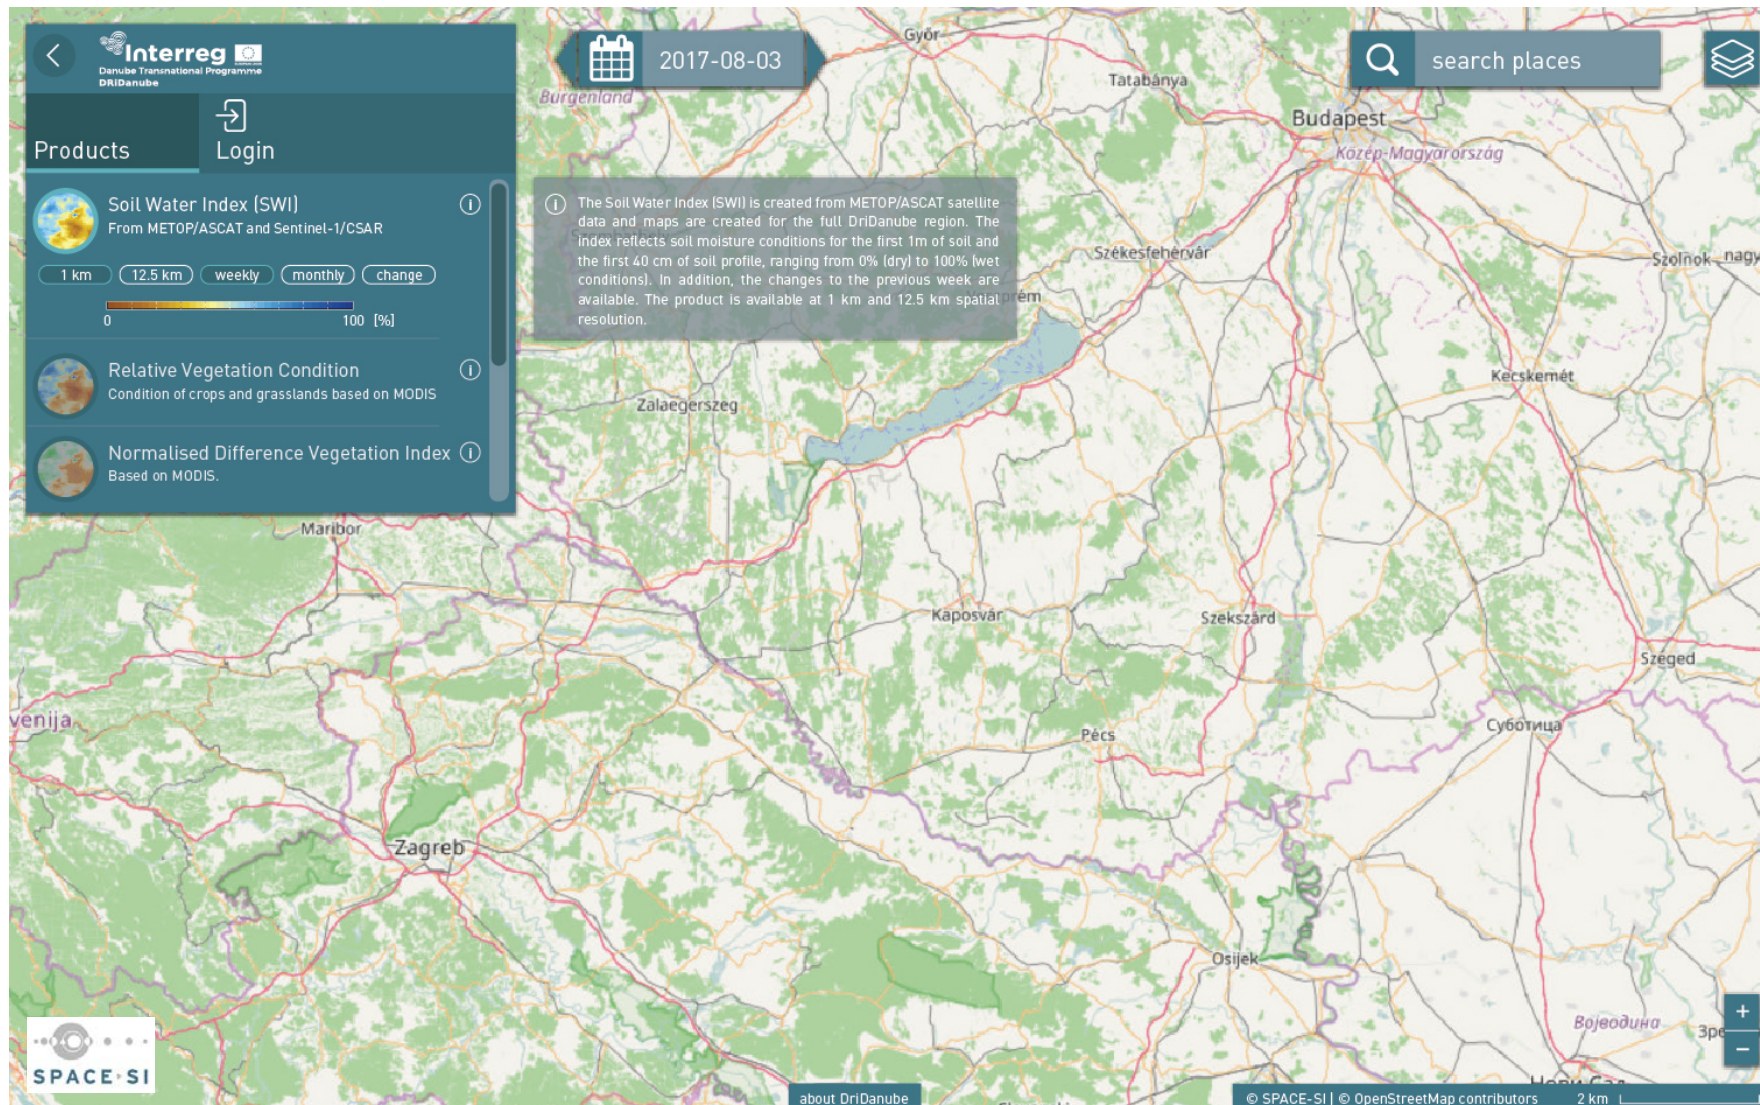 Interreg
Danube Transnational Programme
DRIDanube
Products
Login
Soil Water Index (SWI)
From METOP/ASCAT and Sentinel-1/CSAR
1 km 12.5 km weekly monthly change
0 100 [%]
Relative Vegetation Condition
Condition of crops and grasslands based on MODIS
Normalised Difference Vegetation Index
Based on MODIS.
2017-08-03
search places
The Soil Water Index (SWI) is created from METOP/ASCAT satellite
data and maps are created for the full DriDanube region. The
index reflects soil moisture conditions for the first 1m of soil and
the first 40 cm of soil profile, ranging from 0% (dry) to 100% (wet
conditions). In addition, the changes to the previous week are
available. The product is available at 1 km and 12.5 km spatial
resolution.
Győr
Tatabánya
Burgenland
Budapest
Közép-Magyarország
Székesfehérvár
Szolnok
nagy
prém
Kecskemét
Zalaegerszeg
Maribor
Kaposvár
Szekszárd
Szeged
venija
Суботица
Pécs
Zagreb
Osijek
Војводина
Зре
Нови Сад
SPACE-SI
+
−
about DriDanube
© SPACE-SI | © OpenStreetMap contributors 2 km